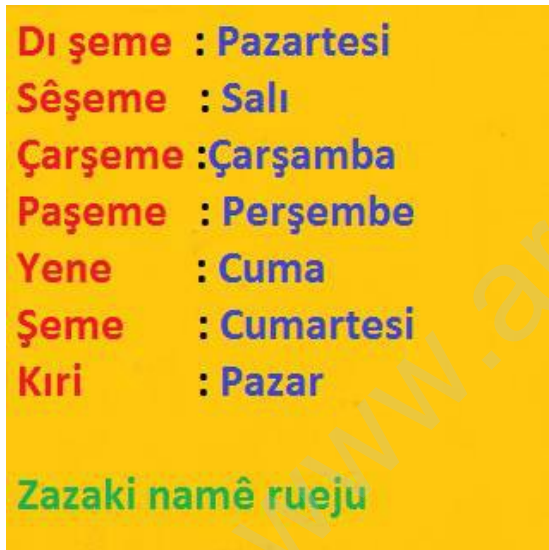 Dı şeme : Pazartesi
Sêşeme : Salı
Çarşeme :Çarşamba
Paşeme : Perşembe
Yene : Cuma
Şeme : Cumartesi
Kıri : Pazar
Zazaki namê rueju